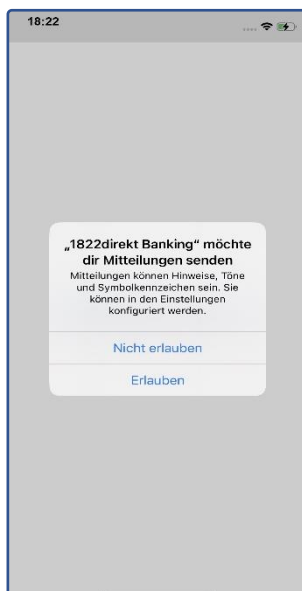 18:22
„1822direkt Banking“ möchte
dir Mitteilungen senden
Mitteilungen können Hinweise, Töne
und Symbolkennzeichen sein. Sie
können in den Einstellungen
konfiguriert werden.
Nicht erlauben
Erlauben